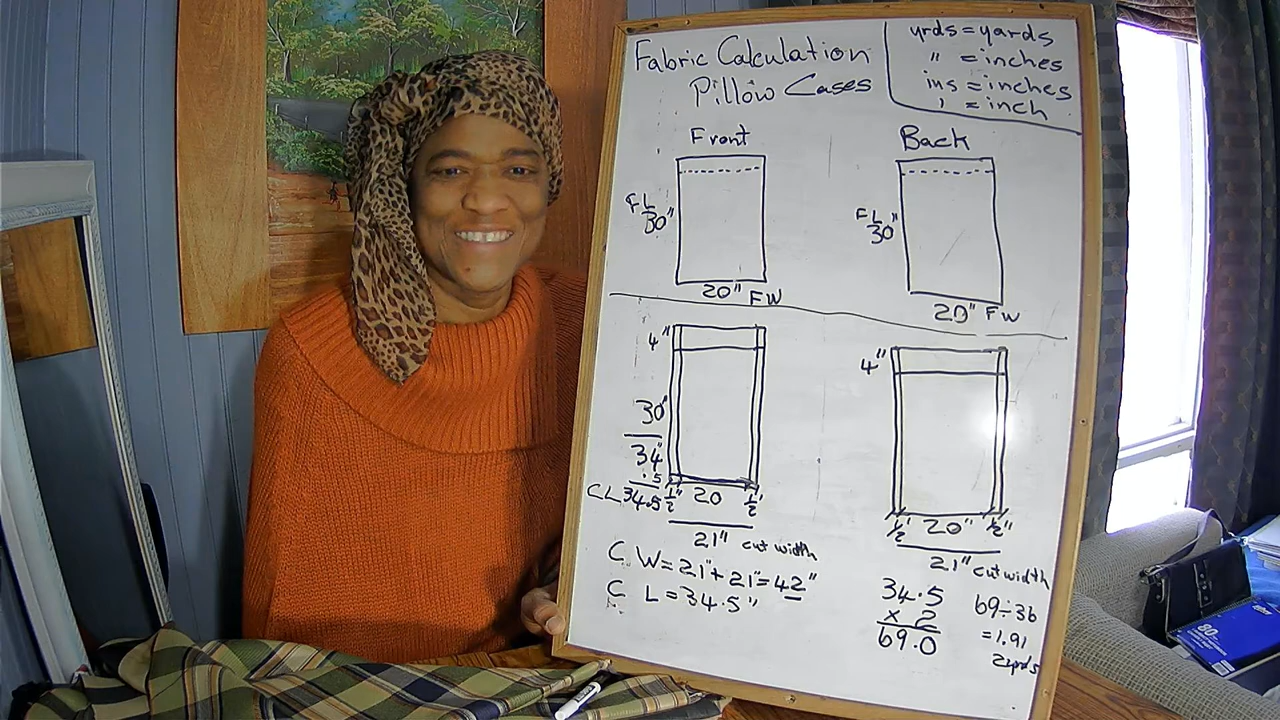 Fabric Calculation
Pillow Cases
yrds = yards
" = inches
ins = inches
' = inch
Front
FL
30"
20" FW
Back
FL
30"
20" FW
4"
30"
34"
.5
CL 34.5
1/2" 20 1/2"
21" cut width
4"
1/2" 20" 1/2"
21" cut width
C W = 21" + 21" = 42"
C L = 34.5"
34.5
x 2
69.0
69÷36
=1.91
2yrds
80